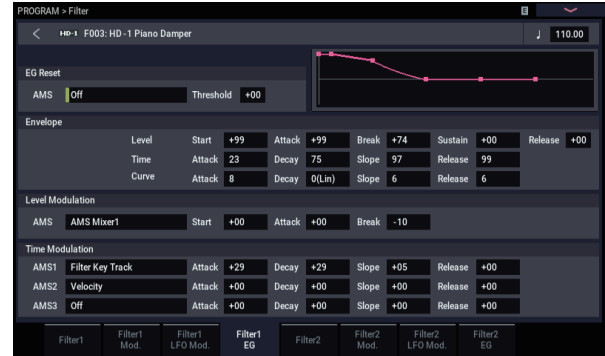 PROGRAM > Filter E
< HD-1 F003: HD-1 Piano Damper ♩ 110.00
EG Reset
AMS Off Threshold +00
Envelope
Level Start +99 Attack +99 Break +74 Sustain +00 Release +00
Time Attack 23 Decay 75 Slope 97 Release 99
Curve Attack 8 Decay 0(Lin) Slope 6 Release 6
Level Modulation
AMS AMS Mixer1 Start +00 Attack +00 Break -10
Time Modulation
AMS1 Filter Key Track Attack +29 Decay +29 Slope +05 Release +00
AMS2 Velocity Attack +00 Decay +00 Slope +00 Release +00
AMS3 Off Attack +00 Decay +00 Slope +00 Release +00
Filter1 Filter1 Mod. Filter1 LFO Mod. Filter1 EG Filter2 Filter2 Mod. Filter2 LFO Mod. Filter2 EG